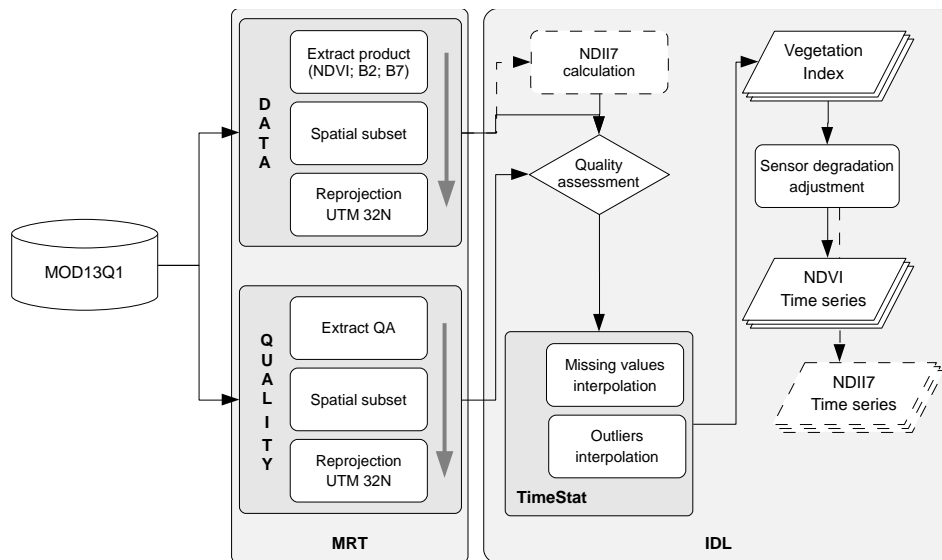 MOD13Q1
DATA
Extract product
(NDVI; B2; B7)
Spatial subset
Reprojection
UTM 32N
QUALITY
Extract QA
Spatial subset
Reprojection
UTM 32N
MRT
NDII7
calculation
Quality
assessment
Missing values
interpolation
Outliers
interpolation
TimeStat
Vegetation
Index
Sensor degradation
adjustment
NDVI
Time series
NDII7
Time series
IDL